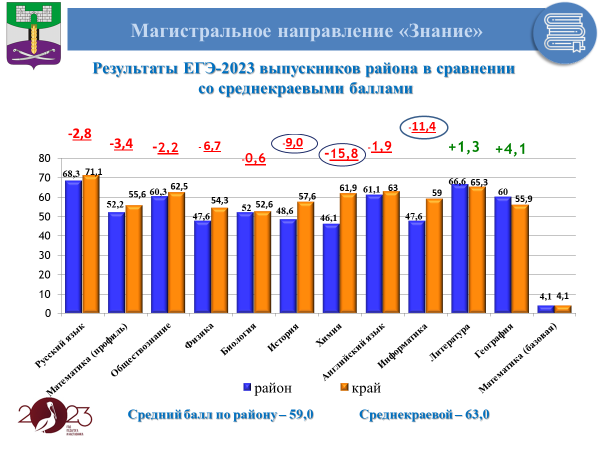 Магистральное направление «Знание»
Результаты ЕГЭ-2023 выпускников района в сравнении
со среднекраевыми баллами
-2,8 -3,4 -2,2 -6,7 -0,6 -9,0 -15,8 -1,9 -11,4 +1,3 +4,1
80
70
60
50
40
30
20
10
0
68,3 71,1
52,2 55,6
60,3 62,5
47,6 54,3
52 52,6
48,6 57,6
46,1 61,9
61,1 63
47,6 59
66,6 65,3
60 55,9
4,1 4,1
Русский язык
Математика (профиль)
Обществознание
Физика
Биология
История
Химия
Английский язык
Информатика
Литература
География
Математика (базовая)
район край
2023
Средний балл по району – 59,0 Среднекраевой – 63,0